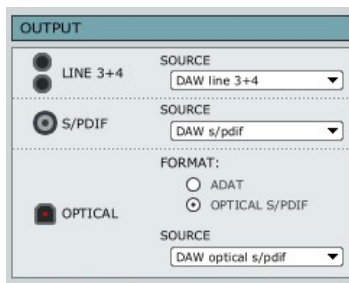 OUTPUT
LINE 3+4
SOURCE
DAW line 3+4
S/PDIF
SOURCE
DAW s/pdif
OPTICAL
FORMAT:
ADAT
OPTICAL S/PDIF
SOURCE
DAW optical s/pdif